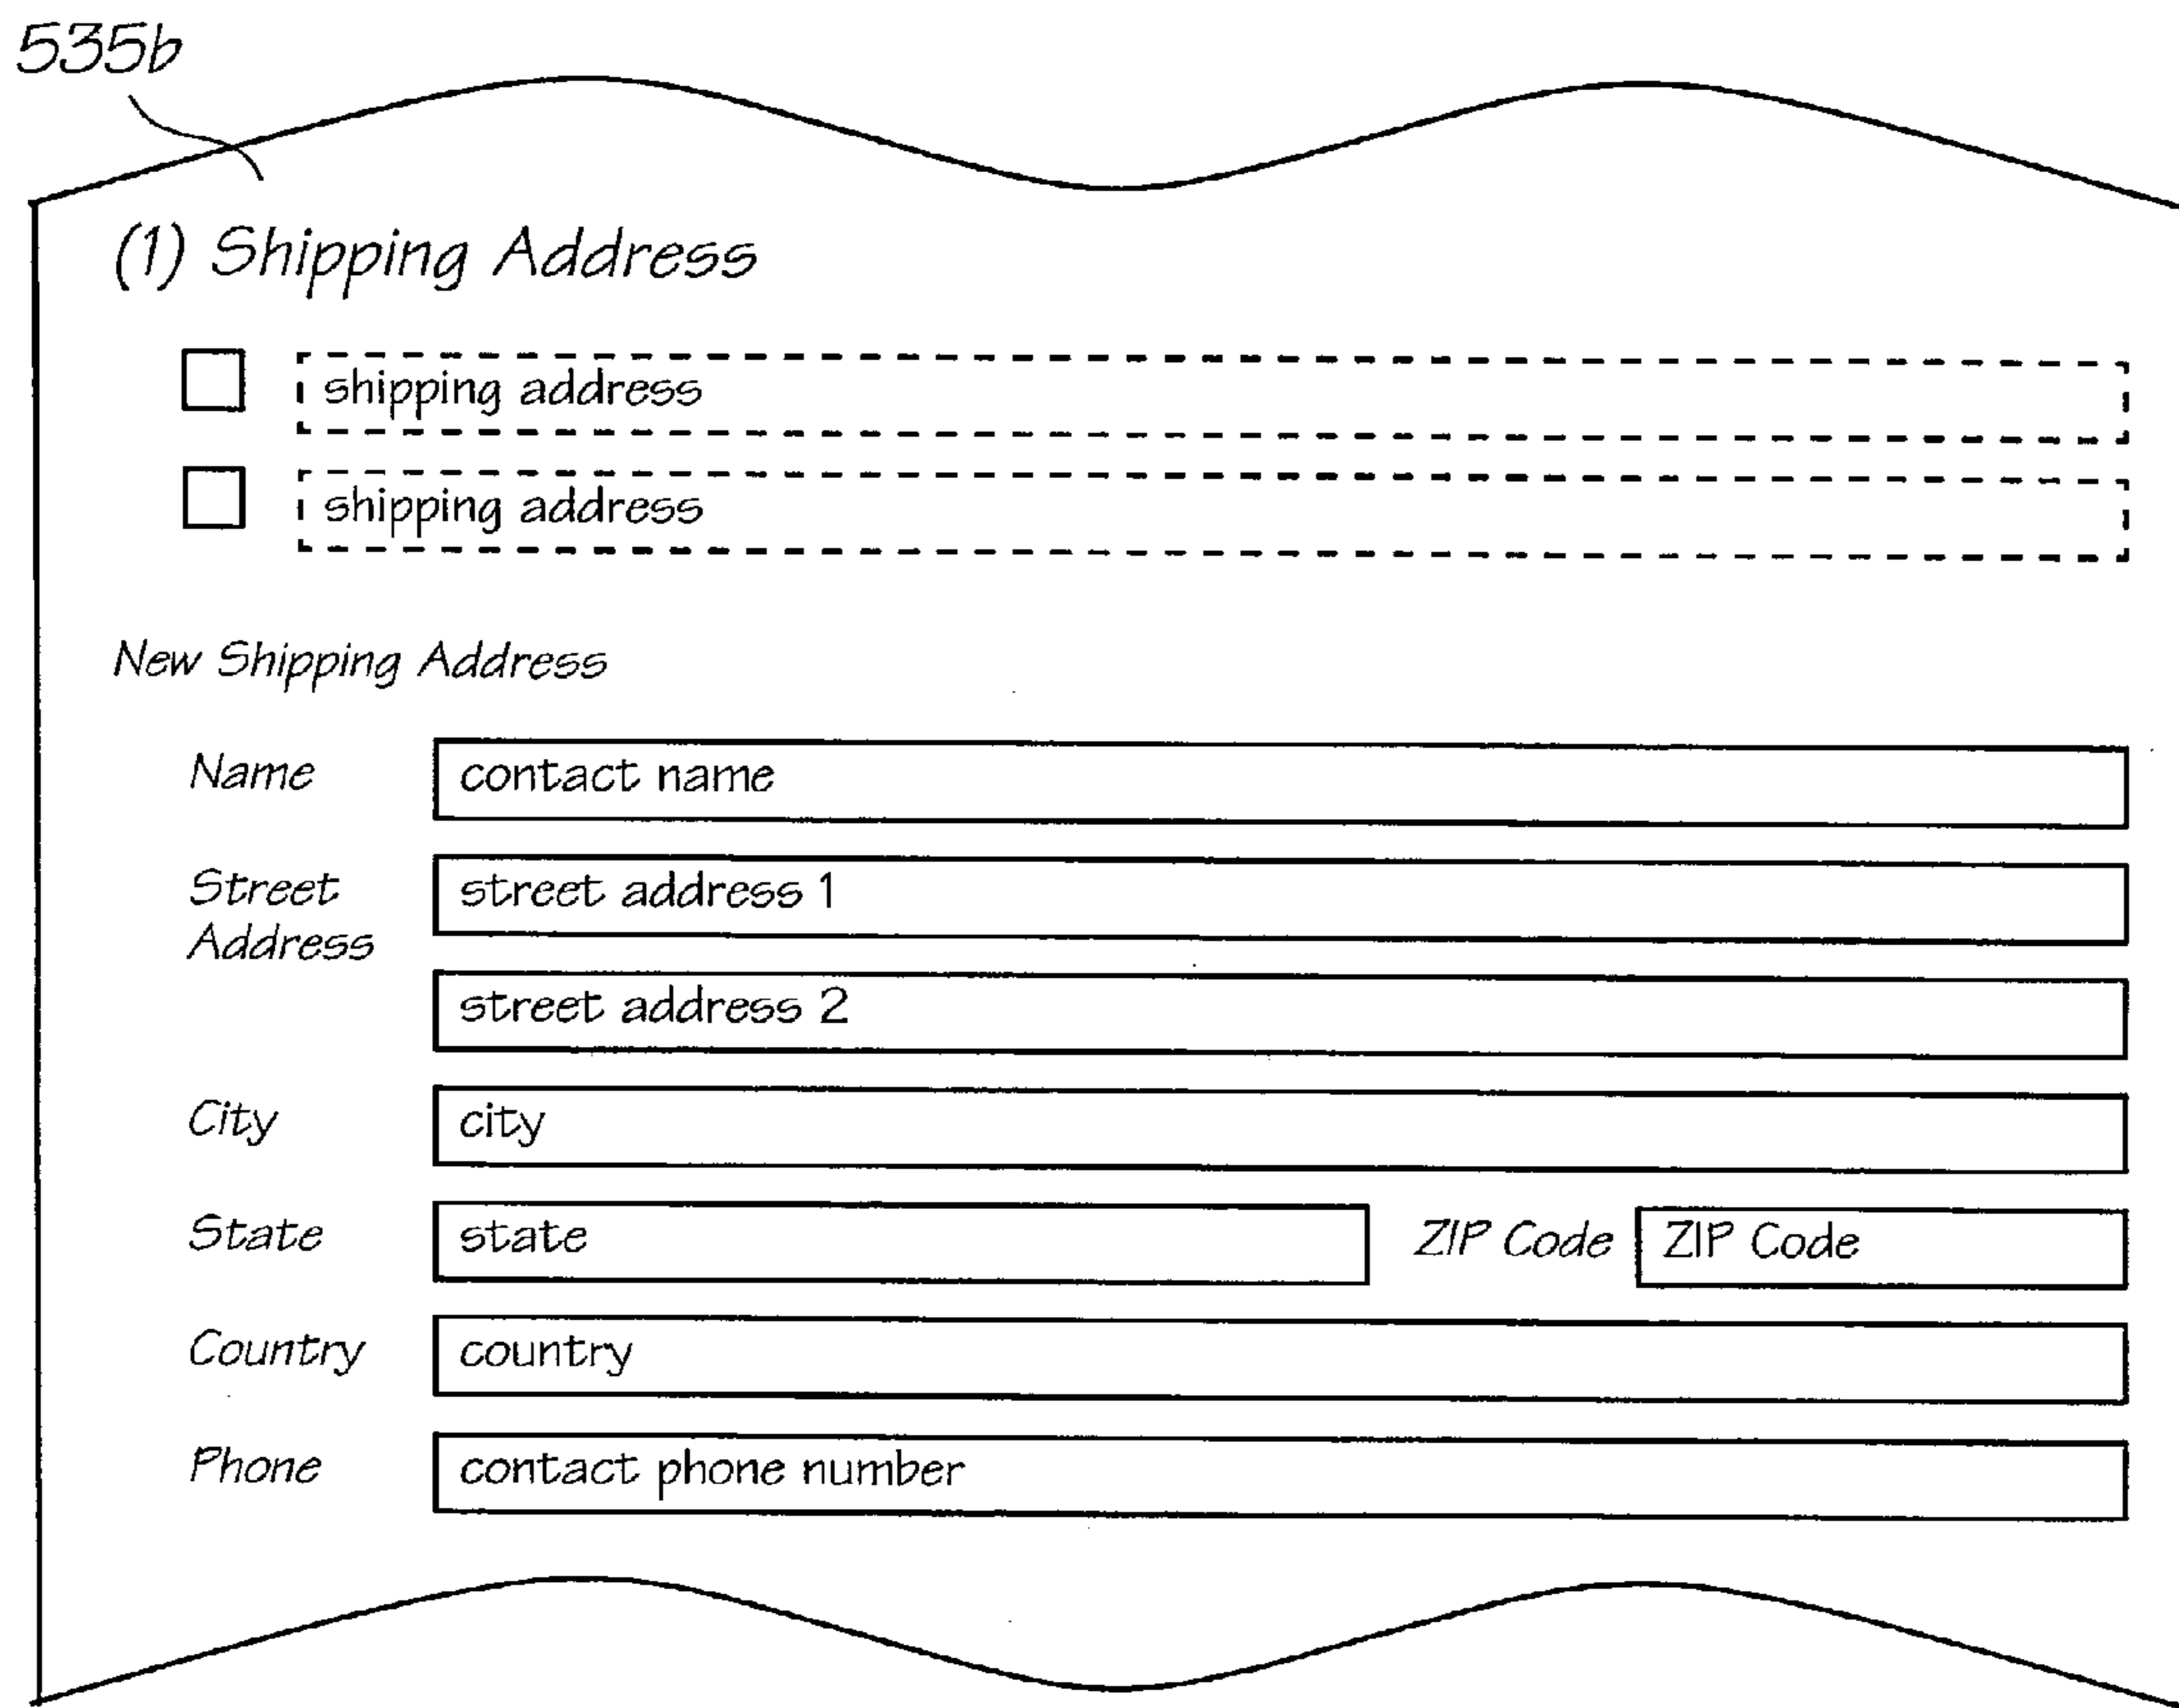 535b
(1) Shipping Address
shipping address
shipping address
New Shipping Address
Name contact name
Street Address street address 1
street address 2
City city
State state ZIP Code ZIP Code
Country country
Phone contact phone number